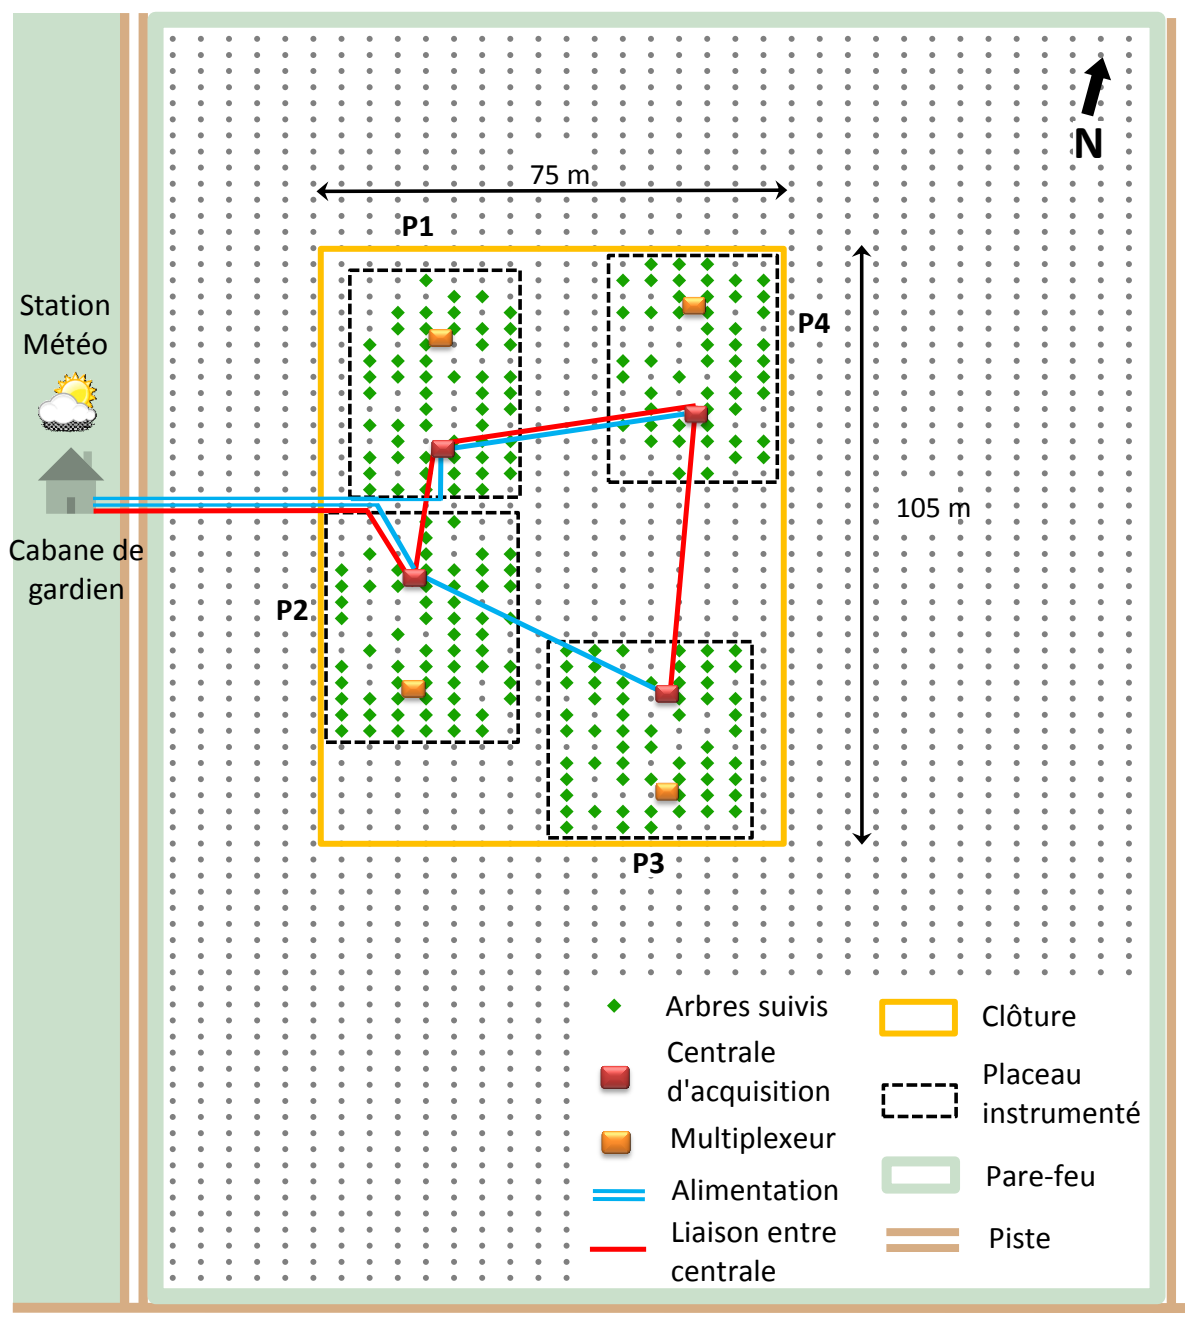 N
75 m
P1
Station
Météo
P4
105 m
Cabane de
gardien
P2
P3
Arbres suivis
Centrale
d'acquisition
Multiplexeur
Alimentation
Liaison entre
centrale
Clôture
Placeau
instrumenté
Pare-feu
Piste